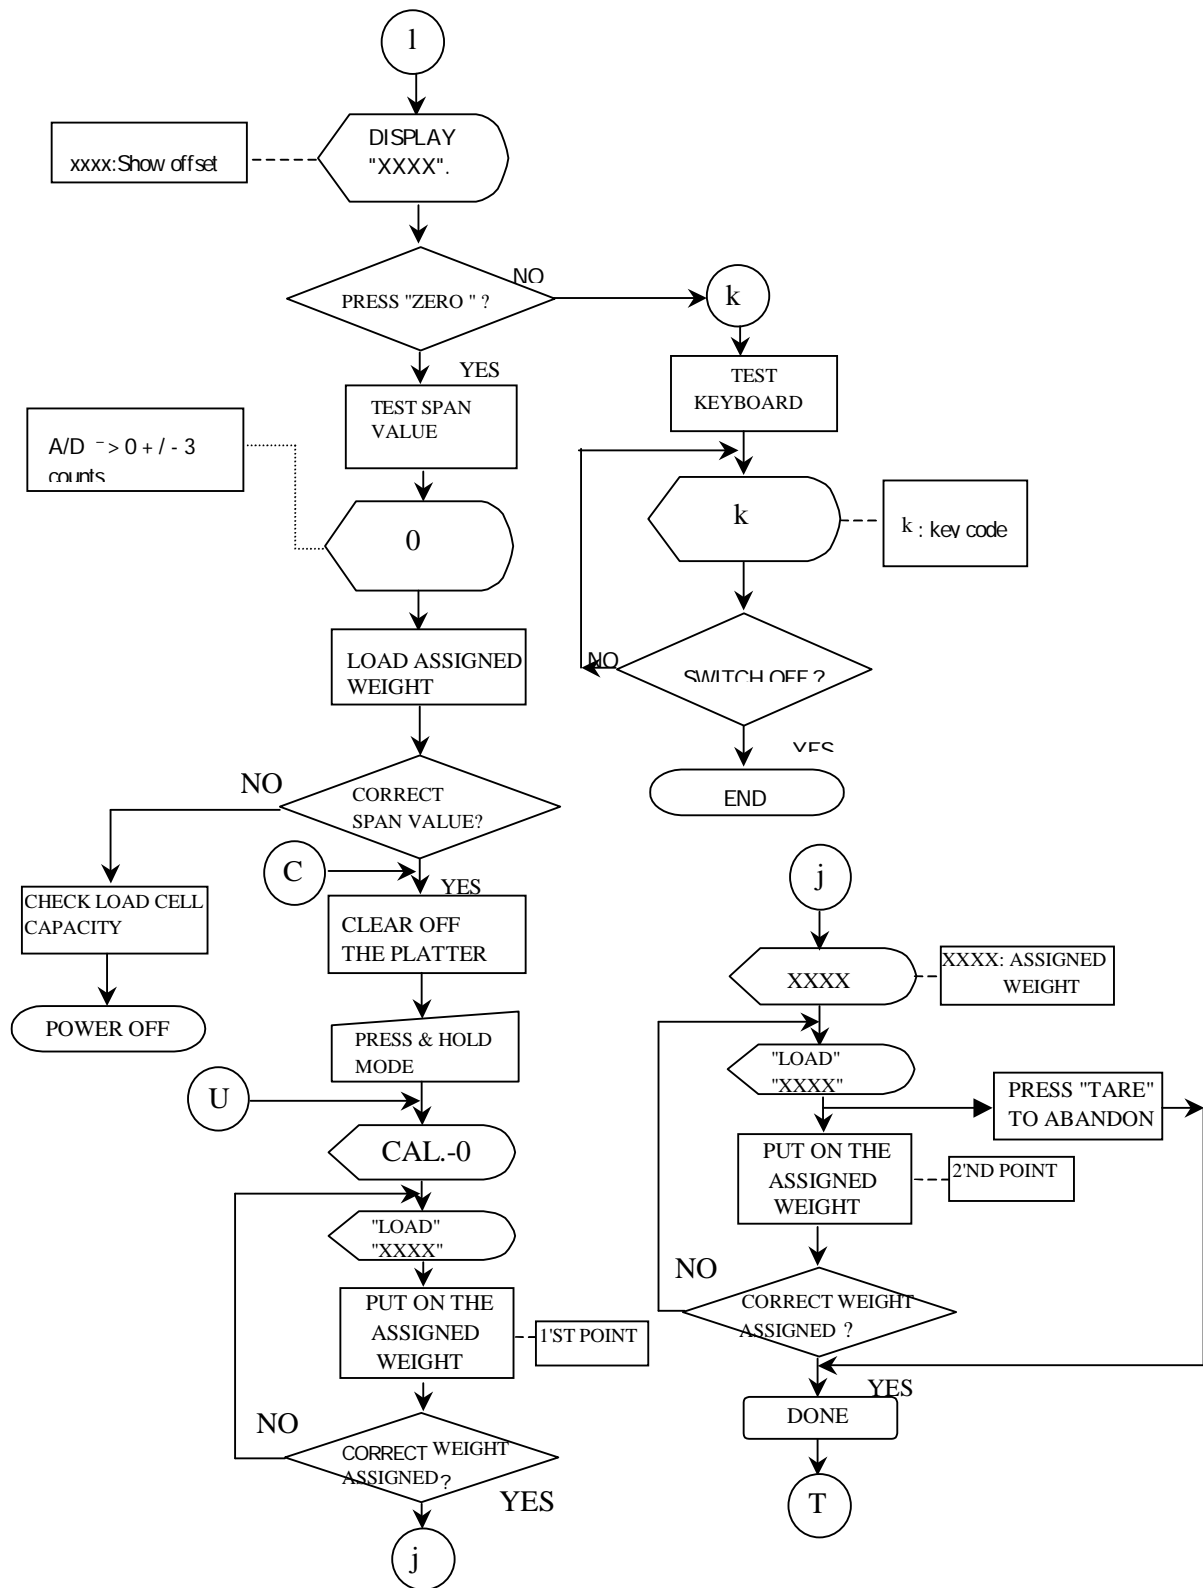 l
DISPLAY
"XXXX".
xxxx:Show offset
PRESS "ZERO " ?
NO
k
YES
TEST
KEYBOARD
TEST SPAN
VALUE
A/D ¯> 0 + / - 3
counts
k
k : key code
0
LOAD ASSIGNED
WEIGHT
NO
SWITCH OFF ?
YES
END
NO
CORRECT
SPAN VALUE?
C
YES
CHECK LOAD CELL
CAPACITY
CLEAR OFF
THE PLATTER
POWER OFF
PRESS & HOLD
MODE
U
CAL.-0
"LOAD"
"XXXX"
PUT ON THE
ASSIGNED
WEIGHT
1'ST POINT
NO
CORRECT WEIGHT
ASSIGNED ?
YES
j
j
XXXX
XXXX: ASSIGNED
WEIGHT
"LOAD"
"XXXX"
PRESS "TARE"
TO ABANDON
PUT ON THE
ASSIGNED
WEIGHT
2'ND POINT
NO
CORRECT WEIGHT
ASSIGNED ?
YES
DONE
T